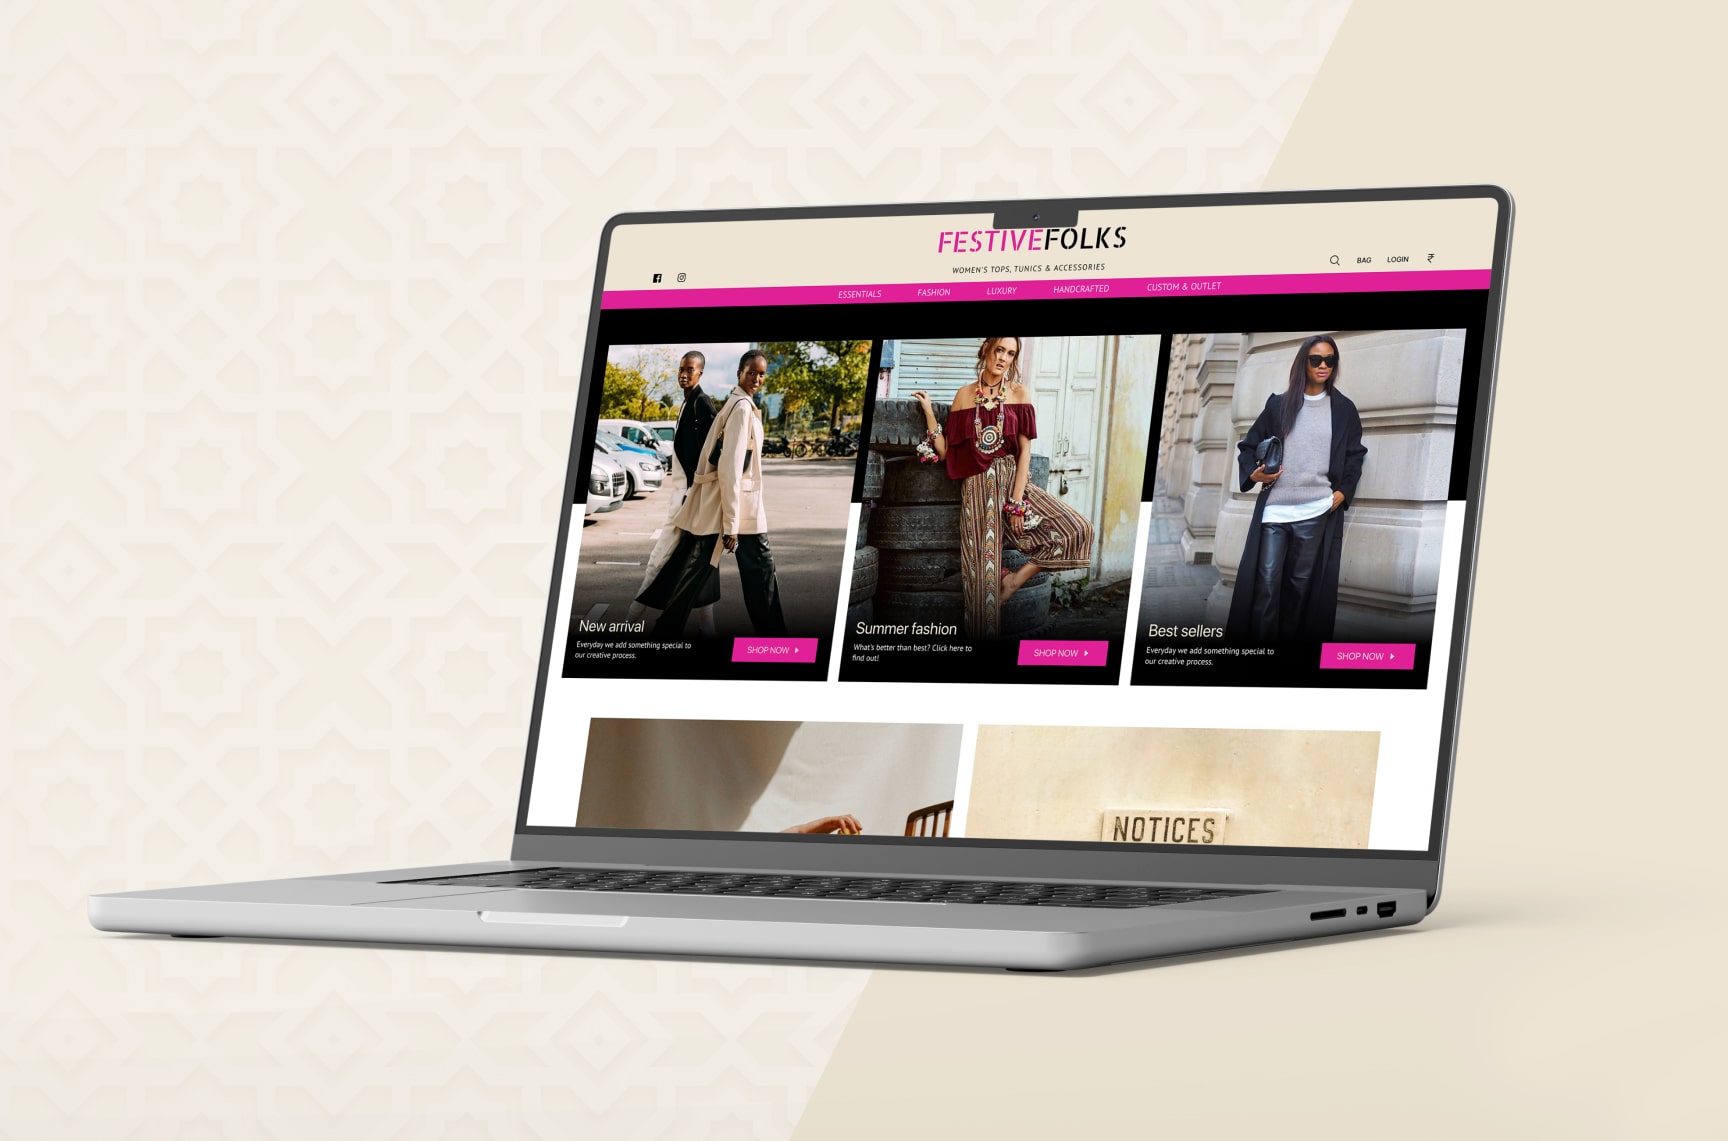 FESTIVEFOLKS
WOMEN'S TOPS, TUNICS & ACCESSORIES
BAG LOGIN ₹
ESSENTIALS FASHION LUXURY HANDCRAFTED CUSTOM & OUTLET
New arrival
Everyday we add something special to
our creative process.
SHOP NOW
Summer fashion
What's better than best? Click here to
find out!
SHOP NOW
Best sellers
Everyday we add something special to
our creative process.
SHOP NOW
NOTICES